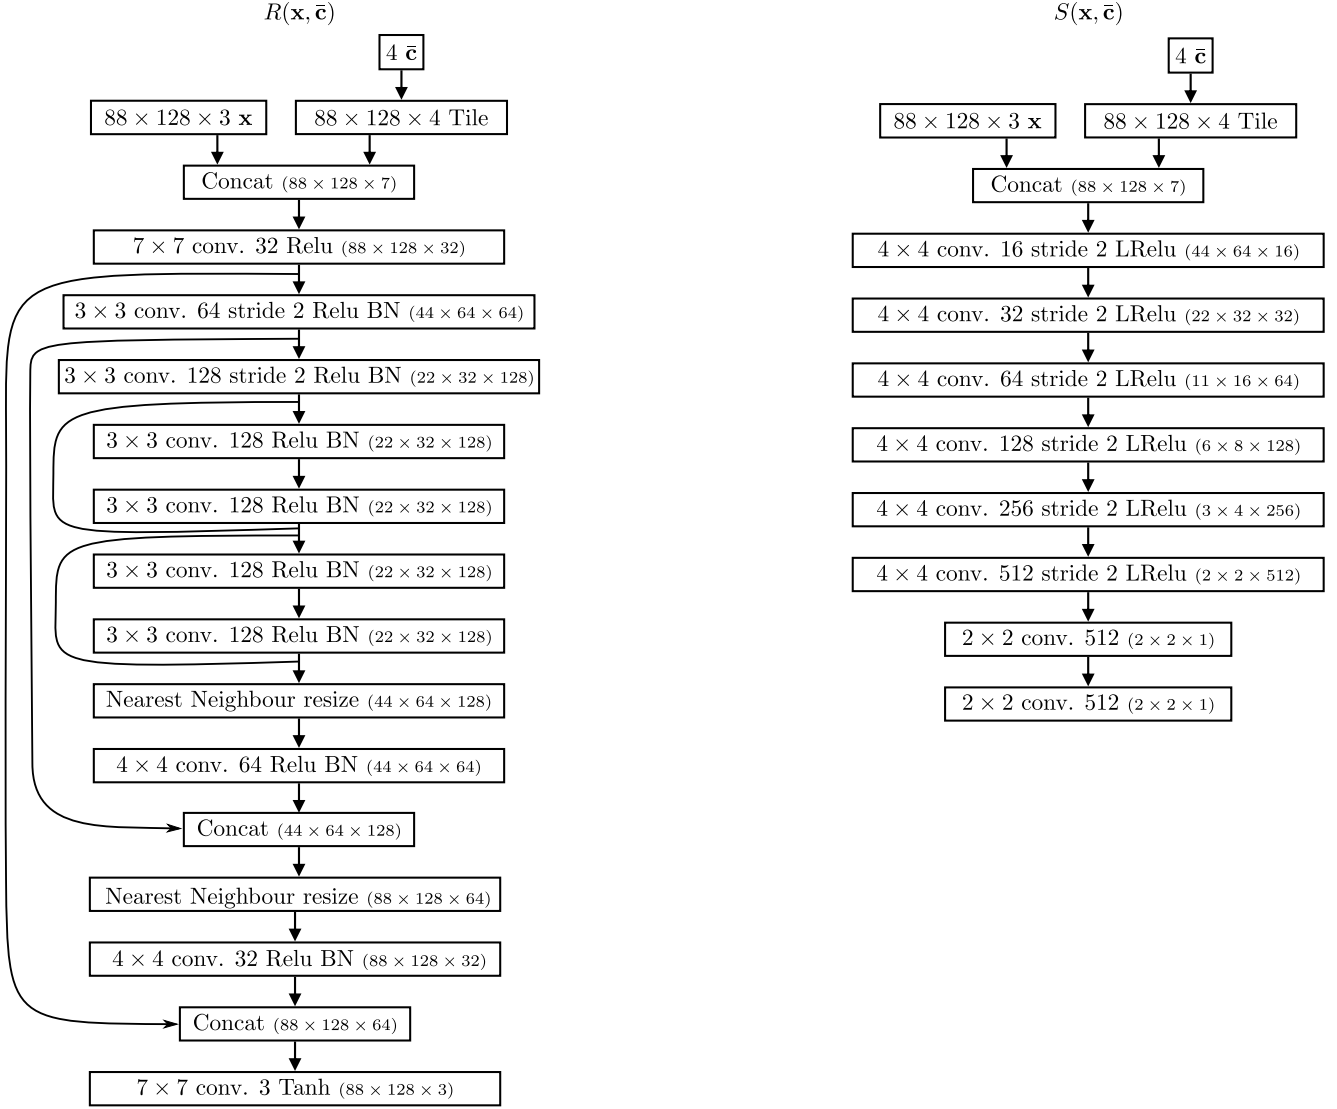 R(𝐱, 𝐜̄)
4 𝐜̄
88 × 128 × 3 𝐱
88 × 128 × 4 Tile
Concat (88 × 128 × 7)
7 × 7 conv. 32 Relu (88 × 128 × 32)
3 × 3 conv. 64 stride 2 Relu BN (44 × 64 × 64)
3 × 3 conv. 128 stride 2 Relu BN (22 × 32 × 128)
3 × 3 conv. 128 Relu BN (22 × 32 × 128)
3 × 3 conv. 128 Relu BN (22 × 32 × 128)
3 × 3 conv. 128 Relu BN (22 × 32 × 128)
3 × 3 conv. 128 Relu BN (22 × 32 × 128)
Nearest Neighbour resize (44 × 64 × 128)
4 × 4 conv. 64 Relu BN (44 × 64 × 64)
Concat (44 × 64 × 128)
Nearest Neighbour resize (88 × 128 × 64)
4 × 4 conv. 32 Relu BN (88 × 128 × 32)
Concat (88 × 128 × 64)
7 × 7 conv. 3 Tanh (88 × 128 × 3)
S(𝐱, 𝐜̄)
4 𝐜̄
88 × 128 × 3 𝐱
88 × 128 × 4 Tile
Concat (88 × 128 × 7)
4 × 4 conv. 16 stride 2 LRelu (44 × 64 × 16)
4 × 4 conv. 32 stride 2 LRelu (22 × 32 × 32)
4 × 4 conv. 64 stride 2 LRelu (11 × 16 × 64)
4 × 4 conv. 128 stride 2 LRelu (6 × 8 × 128)
4 × 4 conv. 256 stride 2 LRelu (3 × 4 × 256)
4 × 4 conv. 512 stride 2 LRelu (2 × 2 × 512)
2 × 2 conv. 512 (2 × 2 × 1)
2 × 2 conv. 512 (2 × 2 × 1)